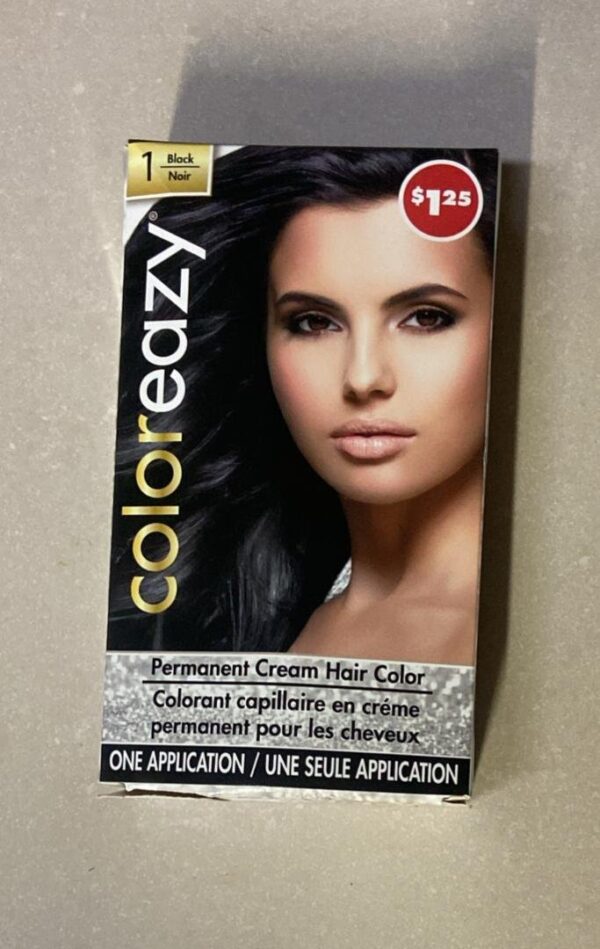 1 Black
Noir
$1.25
coloreazy®
Permanent Cream Hair Color
Colorant capillaire en créme
permanent pour les cheveux
ONE APPLICATION / UNE SEULE APPLICATION